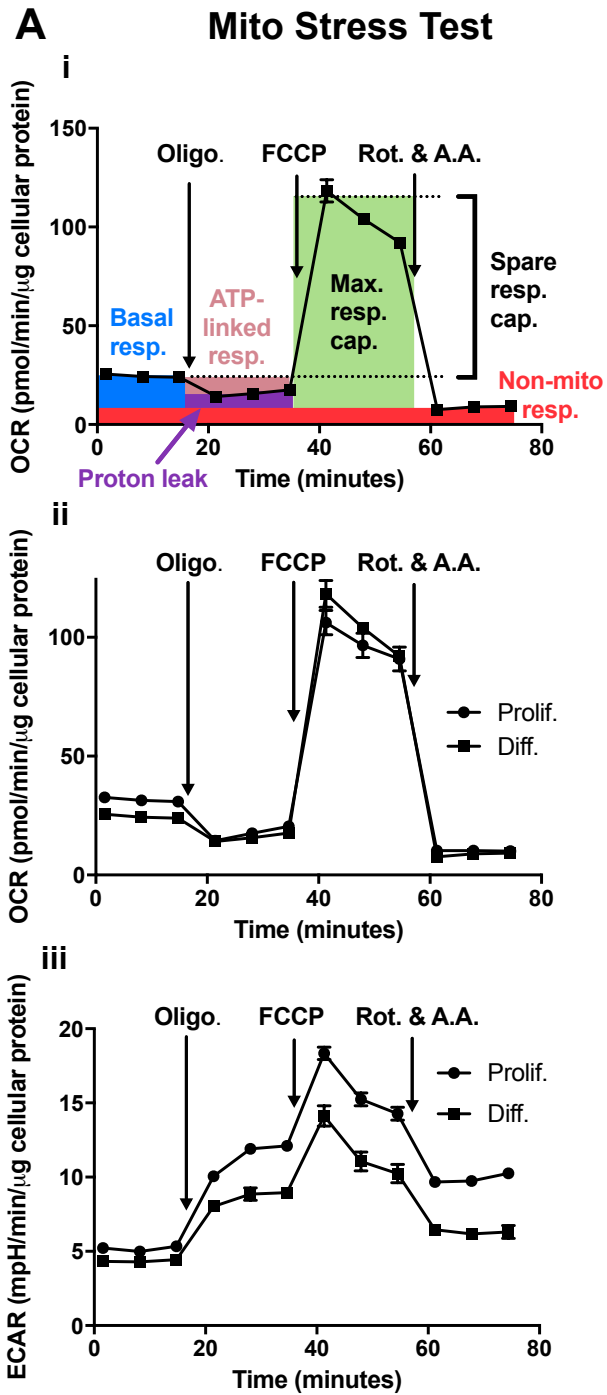 A
Mito Stress Test
i
OCR (pmol/min/μg cellular protein)
150
100
50
0
Oligo.
FCCP
Rot. & A.A.
Basal
resp.
ATP-
linked
resp.
Max.
resp.
cap.
Spare
resp.
cap.
Non-mito
resp.
Proton leak
0
20
40
60
80
Time (minutes)
ii
OCR (pmol/min/μg cellular protein)
100
50
0
Oligo.
FCCP
Rot. & A.A.
Prolif.
Diff.
0
20
40
60
80
Time (minutes)
iii
ECAR (mpH/min/μg cellular protein)
20
15
10
5
0
Oligo.
FCCP
Rot. & A.A.
Prolif.
Diff.
0
20
40
60
80
Time (minutes)